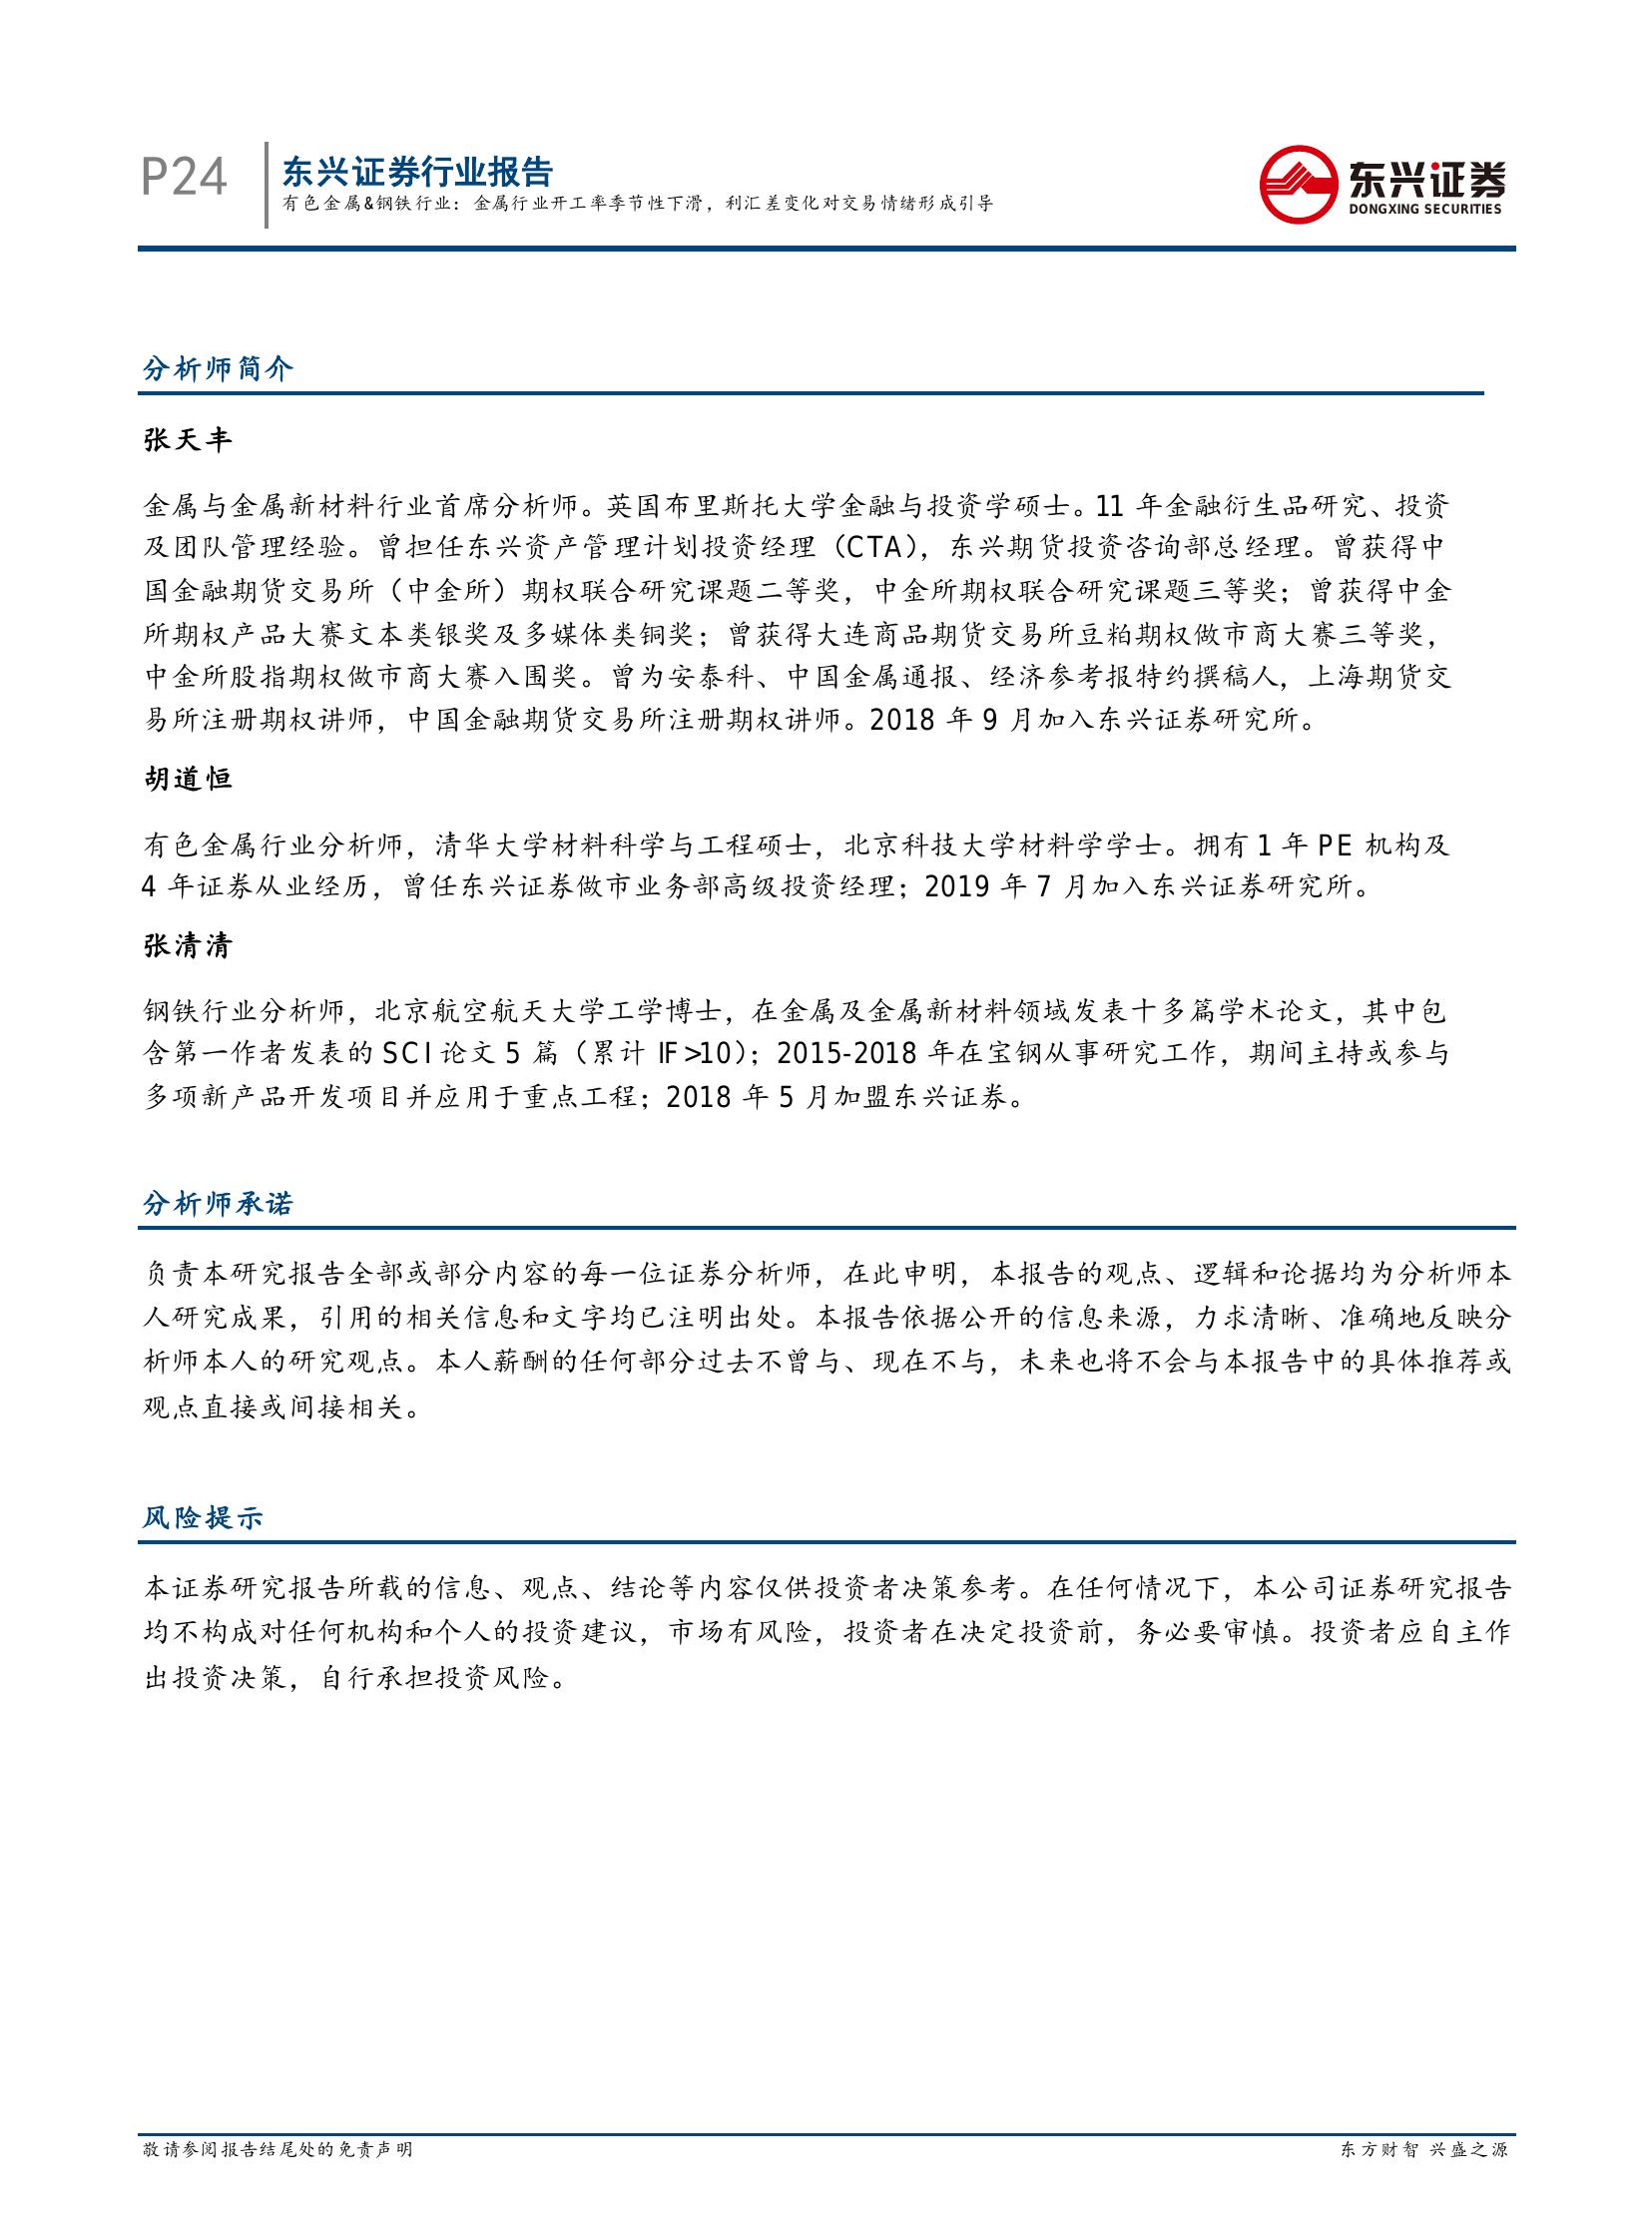 P24
东兴证券行业报告
有色金属&钢铁行业：金属行业开工率季节性下滑，利汇差变化对交易情绪形成引导
东兴证券
DONGXING SECURITIES
分析师简介
张天丰
金属与金属新材料行业首席分析师。英国布里斯托大学金融与投资学硕士。11 年金融衍生品研究、投资
及团队管理经验。曾担任东兴资产管理计划投资经理（CTA），东兴期货投资咨询部总经理。曾获得中
国金融期货交易所（中金所）期权联合研究课题二等奖，中金所期权联合研究课题三等奖；曾获得中金
所期权产品大赛文本类银奖及多媒体类铜奖；曾获得大连商品期货交易所豆粕期权做市商大赛三等奖，
中金所股指期权做市商大赛入围奖。曾为安泰科、中国金属通报、经济参考报特约撰稿人，上海期货交
易所注册期权讲师，中国金融期货交易所注册期权讲师。2018 年 9 月加入东兴证券研究所。
胡道恒
有色金属行业分析师，清华大学材料科学与工程硕士，北京科技大学材料学学士。拥有 1 年 PE 机构及
4 年证券从业经历，曾任东兴证券做市业务部高级投资经理；2019 年 7 月加入东兴证券研究所。
张清清
钢铁行业分析师，北京航空航天大学工学博士，在金属及金属新材料领域发表十多篇学术论文，其中包
含第一作者发表的 SCI 论文 5 篇（累计 IF>10）；2015-2018 年在宝钢从事研究工作，期间主持或参与
多项新产品开发项目并应用于重点工程；2018 年 5 月加盟东兴证券。
分析师承诺
负责本研究报告全部或部分内容的每一位证券分析师，在此申明，本报告的观点、逻辑和论据均为分析师本
人研究成果，引用的相关信息和文字均已注明出处。本报告依据公开的信息来源，力求清晰、准确地反映分
析师本人的研究观点。本人薪酬的任何部分过去不曾与、现在不与，未来也将不会与本报告中的具体推荐或
观点直接或间接相关。
风险提示
本证券研究报告所载的信息、观点、结论等内容仅供投资者决策参考。在任何情况下，本公司证券研究报告
均不构成对任何机构和个人的投资建议，市场有风险，投资者在决定投资前，务必要审慎。投资者应自主作
出投资决策，自行承担投资风险。
敬请参阅报告结尾处的免责声明
东方财智 兴盛之源